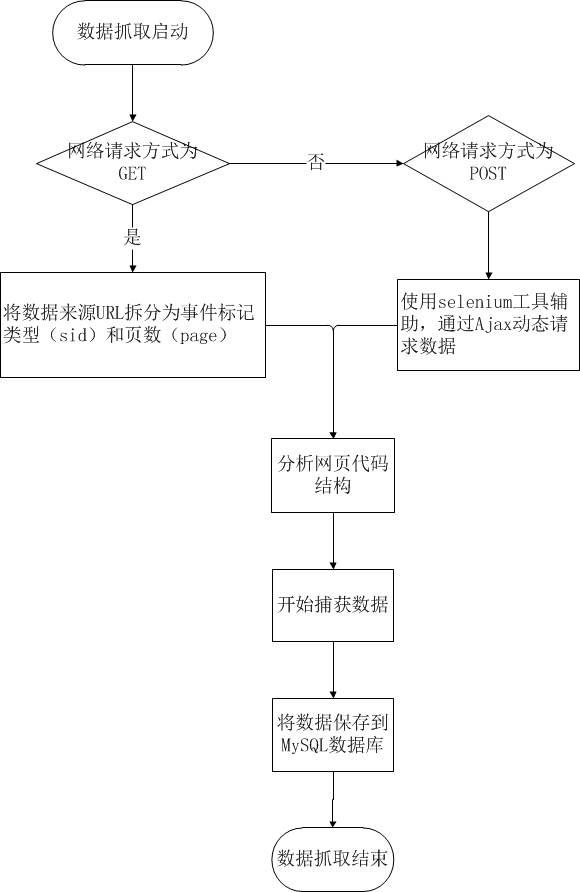 数据抓取启动
网络请求方式为
GET
否
网络请求方式为
POST
是
将数据来源URL拆分为事件标记
类型（sid）和页数（page）
使用selenium工具辅
助，通过Ajax动态请
求数据
分析网页代码
结构
开始捕获数据
将数据保存到
MySQL数据库
数据抓取结束